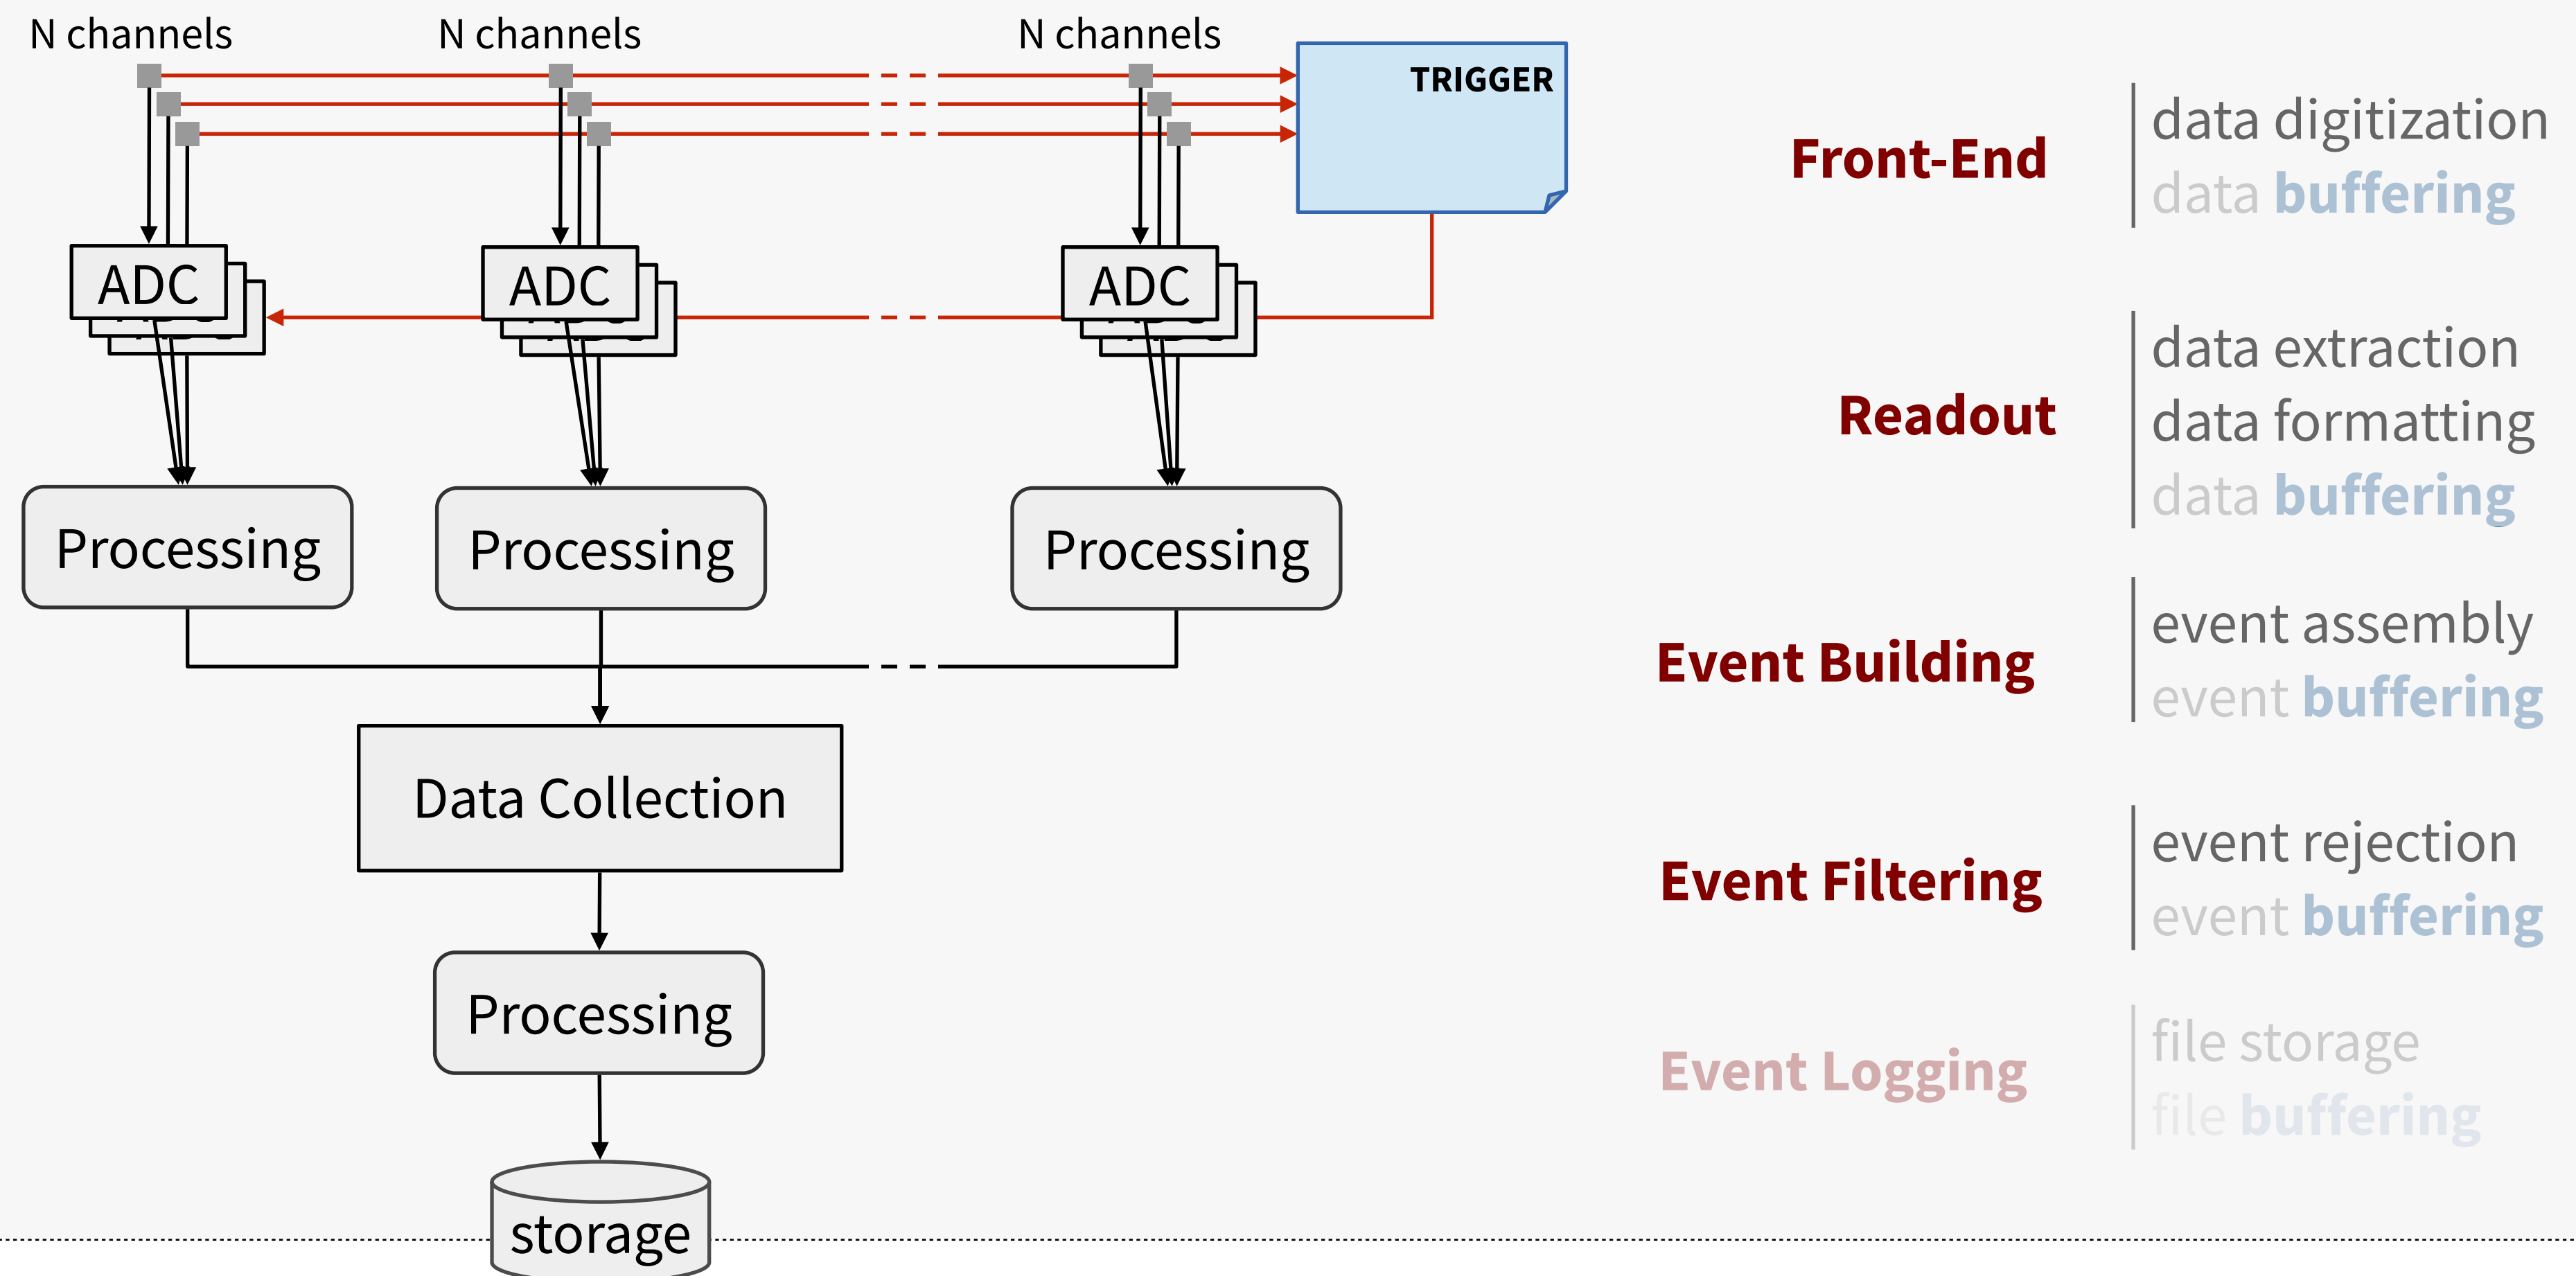 N channels
N channels
N channels
TRIGGER
ADC
ADC
ADC
Processing
Processing
Processing
Data Collection
Processing
storage
Front-End
data digitization
data buffering
Readout
data extraction
data formatting
data buffering
Event Building
event assembly
event buffering
Event Filtering
event rejection
event buffering
Event Logging
file storage
file buffering